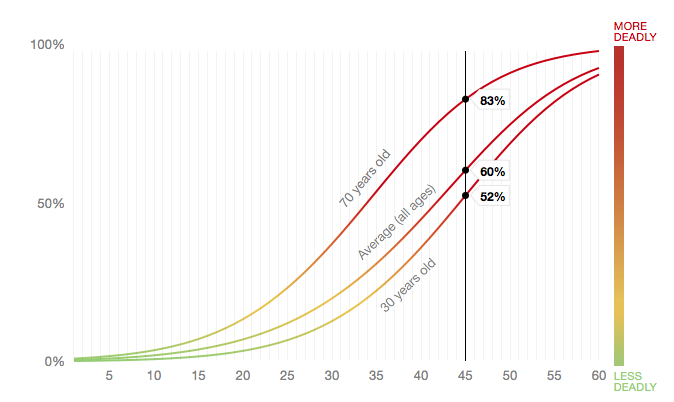 MORE
DEADLY
100%
83%
70 years old
60%
Average (all ages)
50%
52%
30 years old
0%
5 10 15 20 25 30 35 40 45 50 55 60
LESS
DEADLY